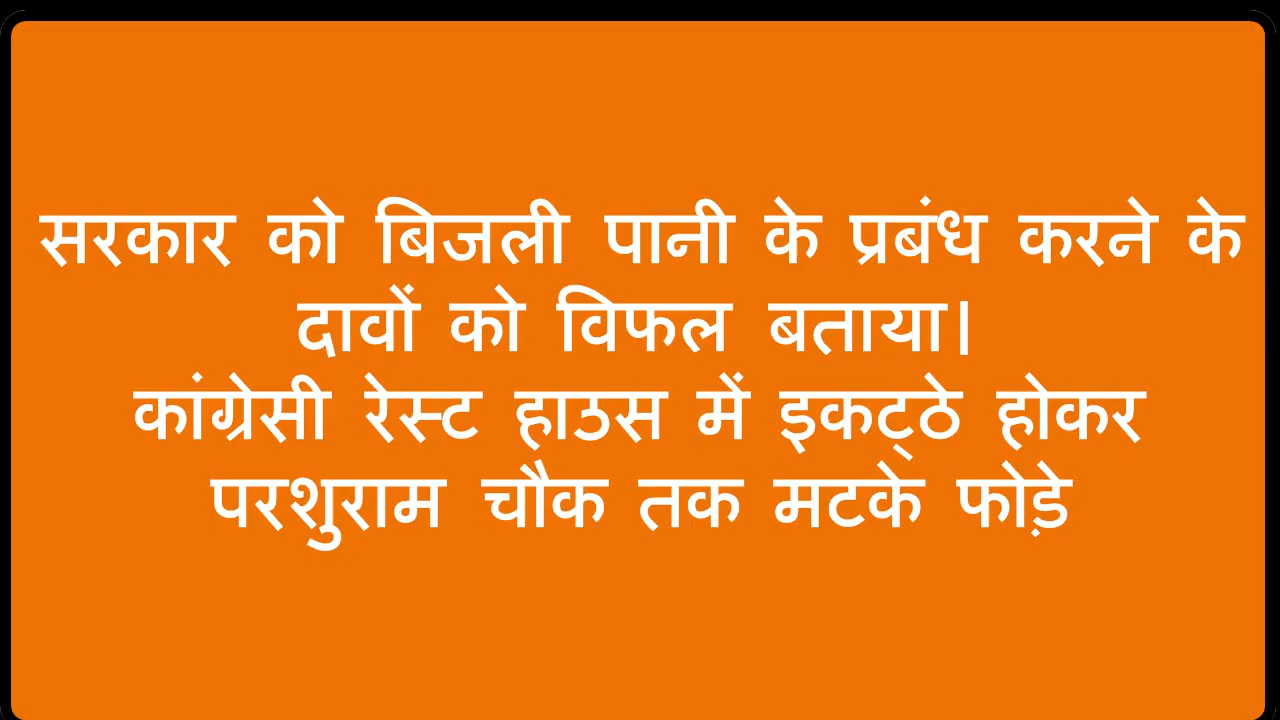 सरकार को बिजली पानी के प्रबंध करने के
दावों को विफल बताया।
कांग्रेसी रेस्ट हाउस में इकट्ठे होकर
परशुराम चौक तक मटके फोड़े